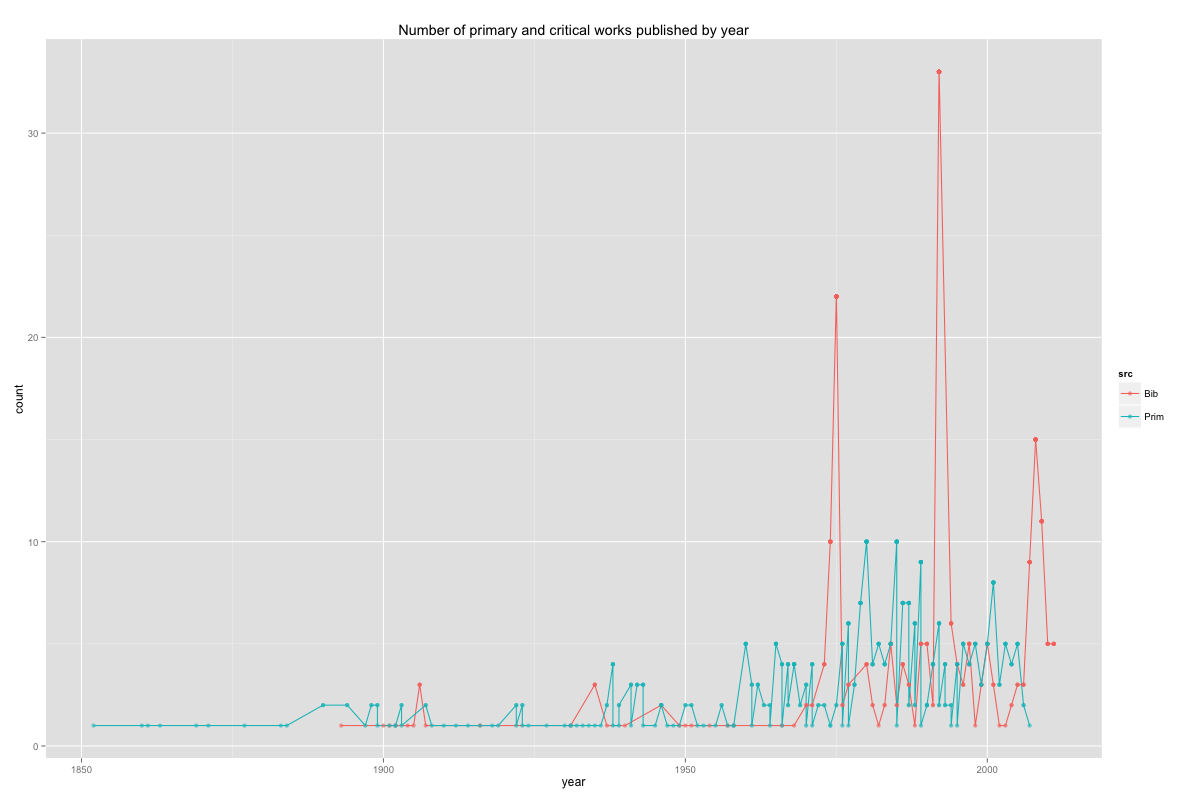 Number of primary and critical works published by year
30
20
10
0
count
1850
1900
1950
2000
year
src
Bib
Prim